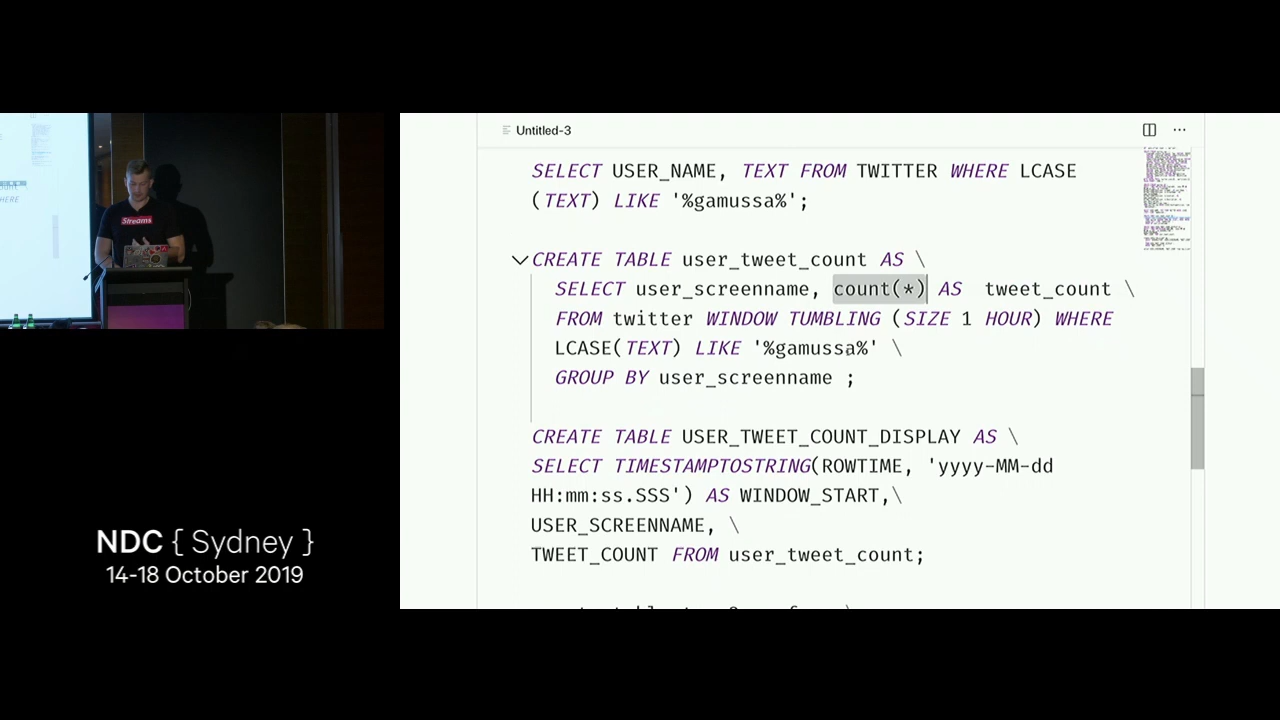 Untitled-3
SELECT USER_NAME, TEXT FROM TWITTER WHERE LCASE
(TEXT) LIKE '%gamussa%';
CREATE TABLE user_tweet_count AS \
SELECT user_screenname, count(*) AS tweet_count \
FROM twitter WINDOW TUMBLING (SIZE 1 HOUR) WHERE
LCASE(TEXT) LIKE '%gamussa%' \
GROUP BY user_screenname ;
CREATE TABLE USER_TWEET_COUNT_DISPLAY AS \
SELECT TIMESTAMPTOSTRING(ROWTIME, 'yyyy-MM-dd
HH:mm:ss.SSS') AS WINDOW_START,\
USER_SCREENNAME, \
TWEET_COUNT FROM user_tweet_count;
Streams
NDC { Sydney }
14-18 October 2019